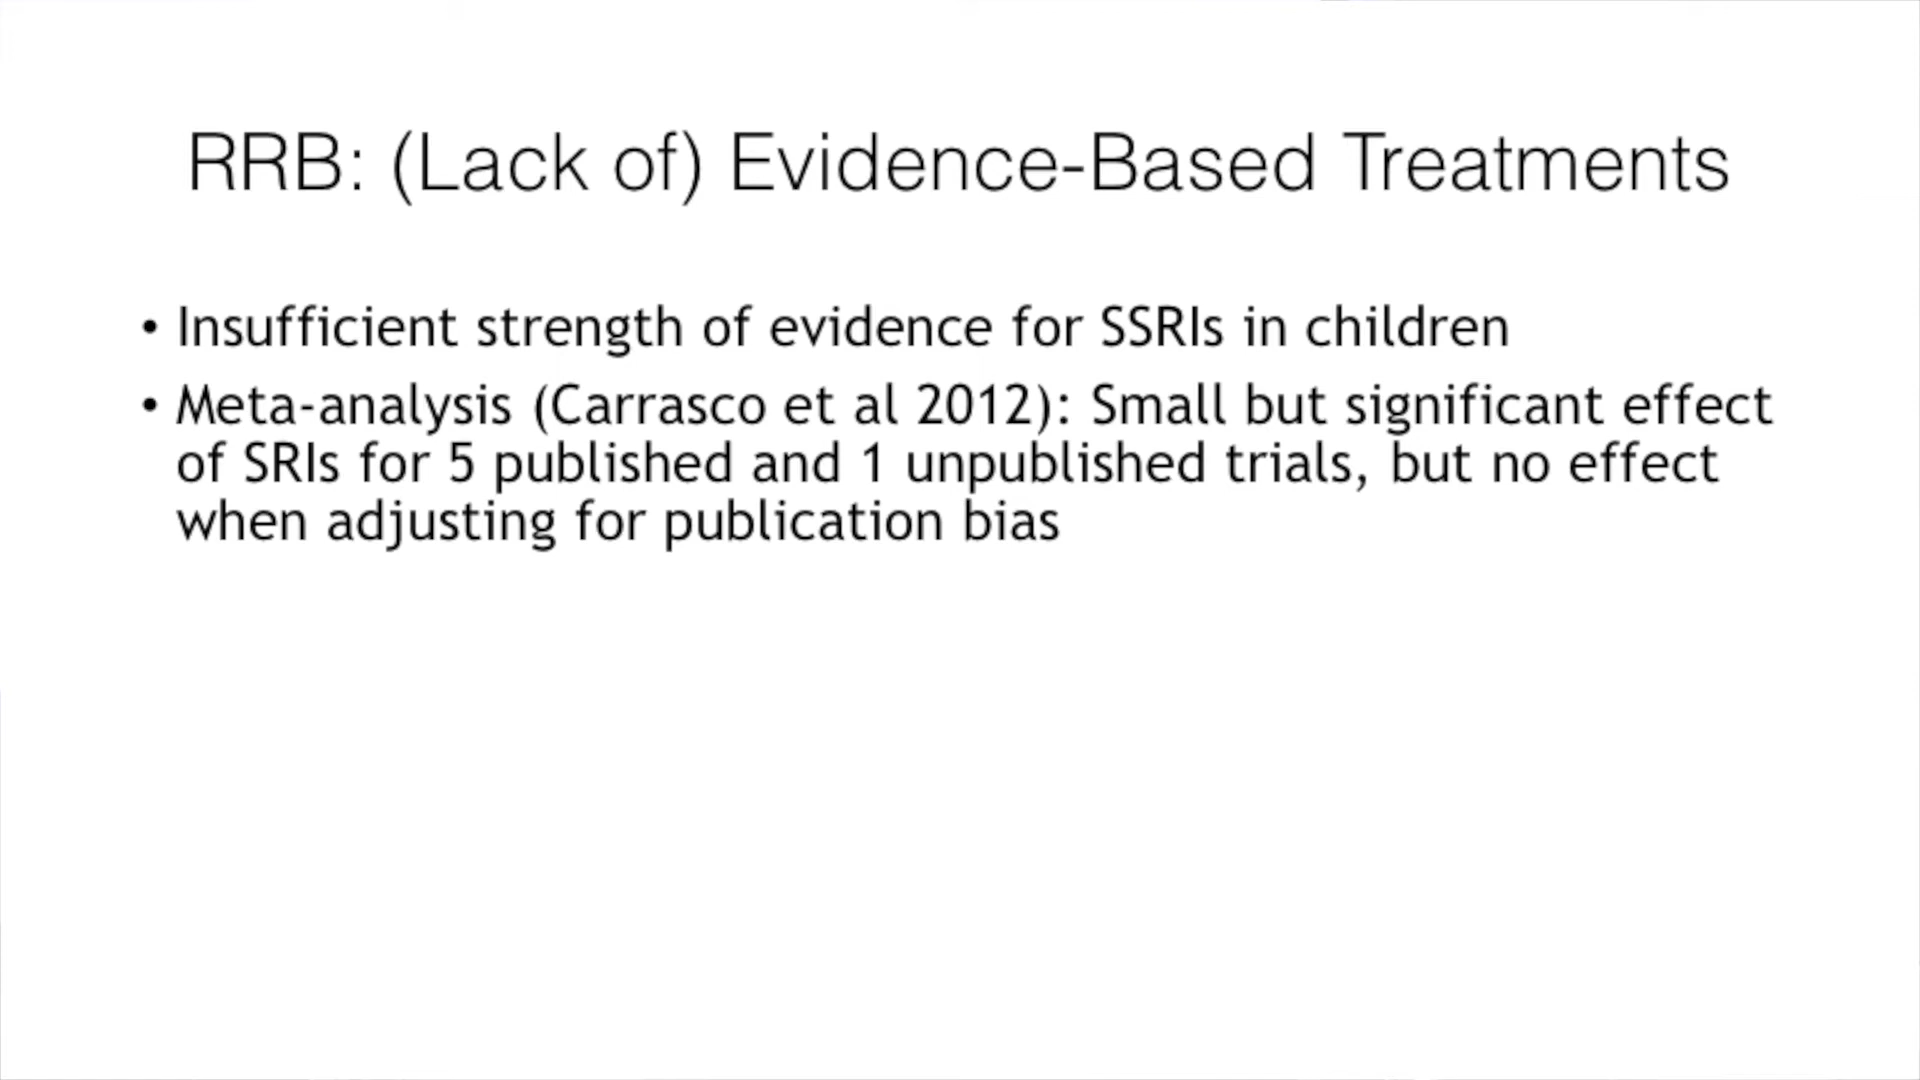 RRB: (Lack of) Evidence-Based Treatments
• Insufficient strength of evidence for SSRIs in children
• Meta-analysis (Carrasco et al 2012): Small but significant effect
of SRIs for 5 published and 1 unpublished trials, but no effect
when adjusting for publication bias